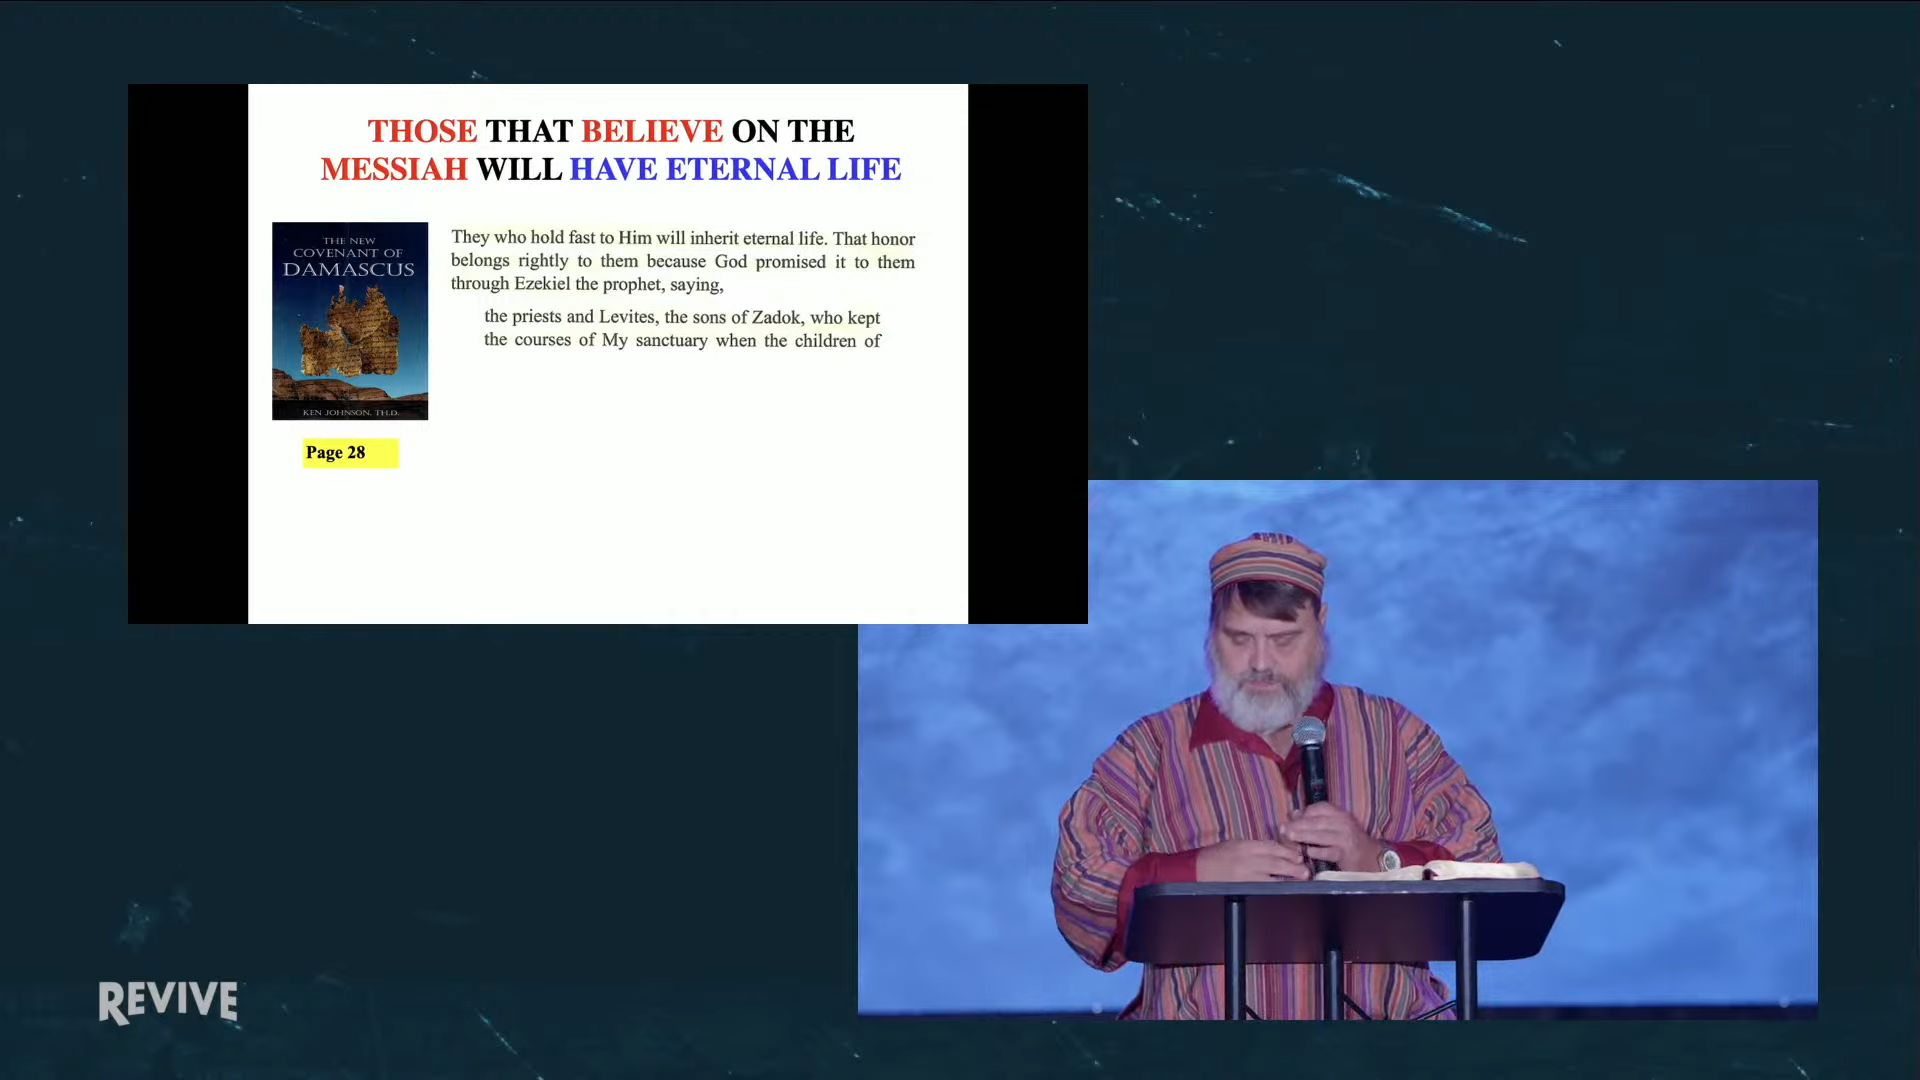 THOSE THAT BELIEVE ON THE
MESSIAH WILL HAVE ETERNAL LIFE
THE NEW
COVENANT OF
DAMASCUS
KEN JOHNSON, TH.D.
Page 28
They who hold fast to Him will inherit eternal life. That honor
belongs rightly to them because God promised it to them
through Ezekiel the prophet, saying,
the priests and Levites, the sons of Zadok, who kept
the courses of My sanctuary when the children of
REVIVE